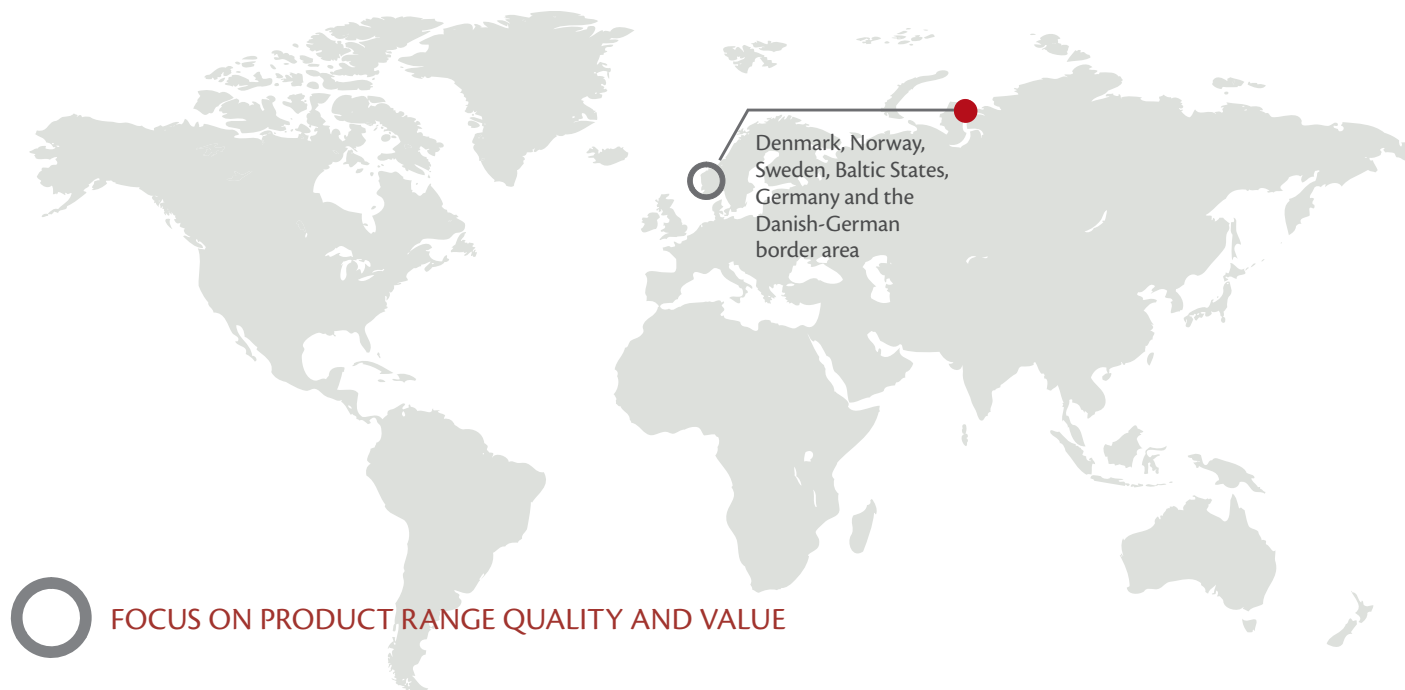 Denmark, Norway,
Sweden, Baltic States,
Germany and the
Danish-German
border area
FOCUS ON PRODUCT RANGE QUALITY AND VALUE